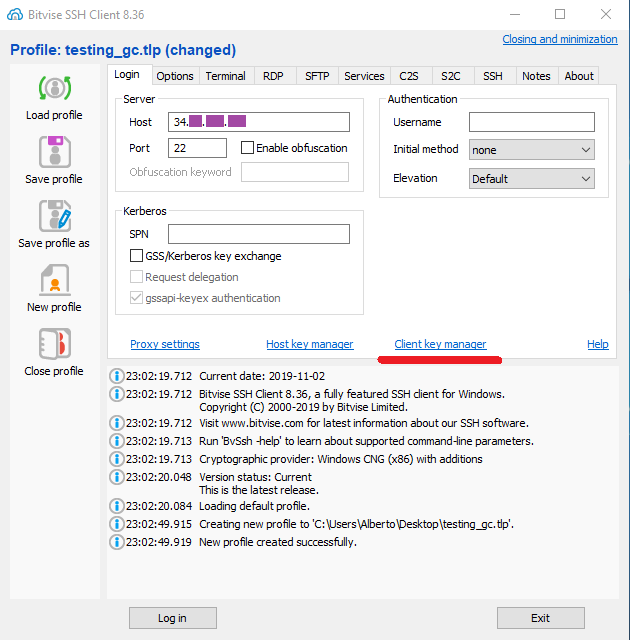 Bitvise SSH Client 8.36
Closing and minimization
Profile: testing_gc.tlp (changed)
Load profile
Save profile
Save profile as
New profile
Close profile
Login Options Terminal RDP SFTP Services C2S S2C SSH Notes About
Server
Host 34.
Port 22 Enable obfuscation
Obfuscation keyword
Authentication
Username
Initial method none
Elevation Default
Kerberos
SPN
GSS/Kerberos key exchange
Request delegation
gssapi-keyex authentication
Proxy settings Host key manager Client key manager Help
23:02:19.712 Current date: 2019-11-02
23:02:19.712 Bitvise SSH Client 8.36, a fully featured SSH client for Windows.
Copyright (C) 2000-2019 by Bitvise Limited.
23:02:19.712 Visit www.bitvise.com for latest information about our SSH software.
23:02:19.713 Run 'BvSsh -help' to learn about supported command-line parameters.
23:02:19.713 Cryptographic provider: Windows CNG (x86) with additions
23:02:20.048 Version status: Current
This is the latest release.
23:02:20.084 Loading default profile.
23:02:49.915 Creating new profile to 'C:\Users\Alberto\Desktop\testing_gc.tlp'.
23:02:49.919 New profile created successfully.
Log in Exit